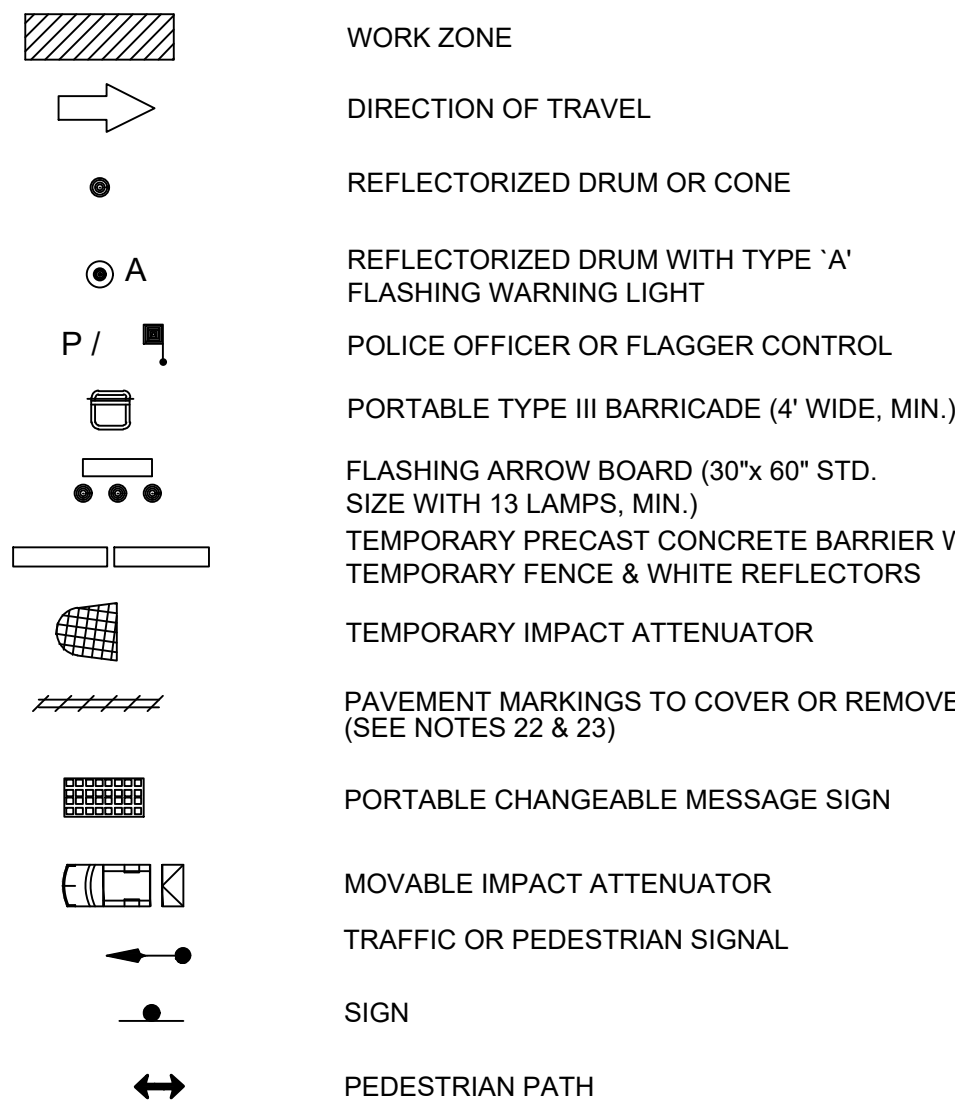 WORK ZONE
DIRECTION OF TRAVEL
REFLECTORIZED DRUM OR CONE
A REFLECTORIZED DRUM WITH TYPE `A'
FLASHING WARNING LIGHT
P / POLICE OFFICER OR FLAGGER CONTROL
PORTABLE TYPE III BARRICADE (4' WIDE, MIN.)
FLASHING ARROW BOARD (30"x 60" STD.
SIZE WITH 13 LAMPS, MIN.)
TEMPORARY PRECAST CONCRETE BARRIER W
TEMPORARY FENCE & WHITE REFLECTORS
TEMPORARY IMPACT ATTENUATOR
PAVEMENT MARKINGS TO COVER OR REMOVE
(SEE NOTES 22 & 23)
PORTABLE CHANGEABLE MESSAGE SIGN
MOVABLE IMPACT ATTENUATOR
TRAFFIC OR PEDESTRIAN SIGNAL
SIGN
PEDESTRIAN PATH